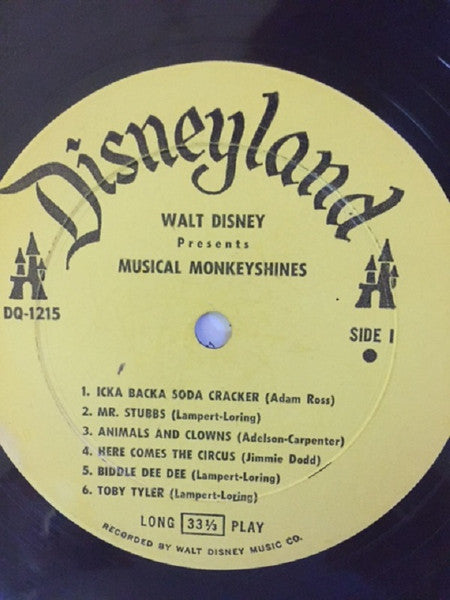 Disneyland
WALT DISNEY
Presents
MUSICAL MONKEYSHINES
DQ-1215
SIDE I
1. ICKA BACKA SODA CRACKER (Adam Ross)
2. MR. STUBBS (Lampert-Loring)
3. ANIMALS AND CLOWNS (Adelson-Carpenter)
4. HERE COMES THE CIRCUS (Jimmie Dodd)
5. BIDDLE DEE DEE (Lampert-Loring)
6. TOBY TYLER (Lampert-Loring)
LONG 33⅓ PLAY
RECORDED BY WALT DISNEY MUSIC CO.